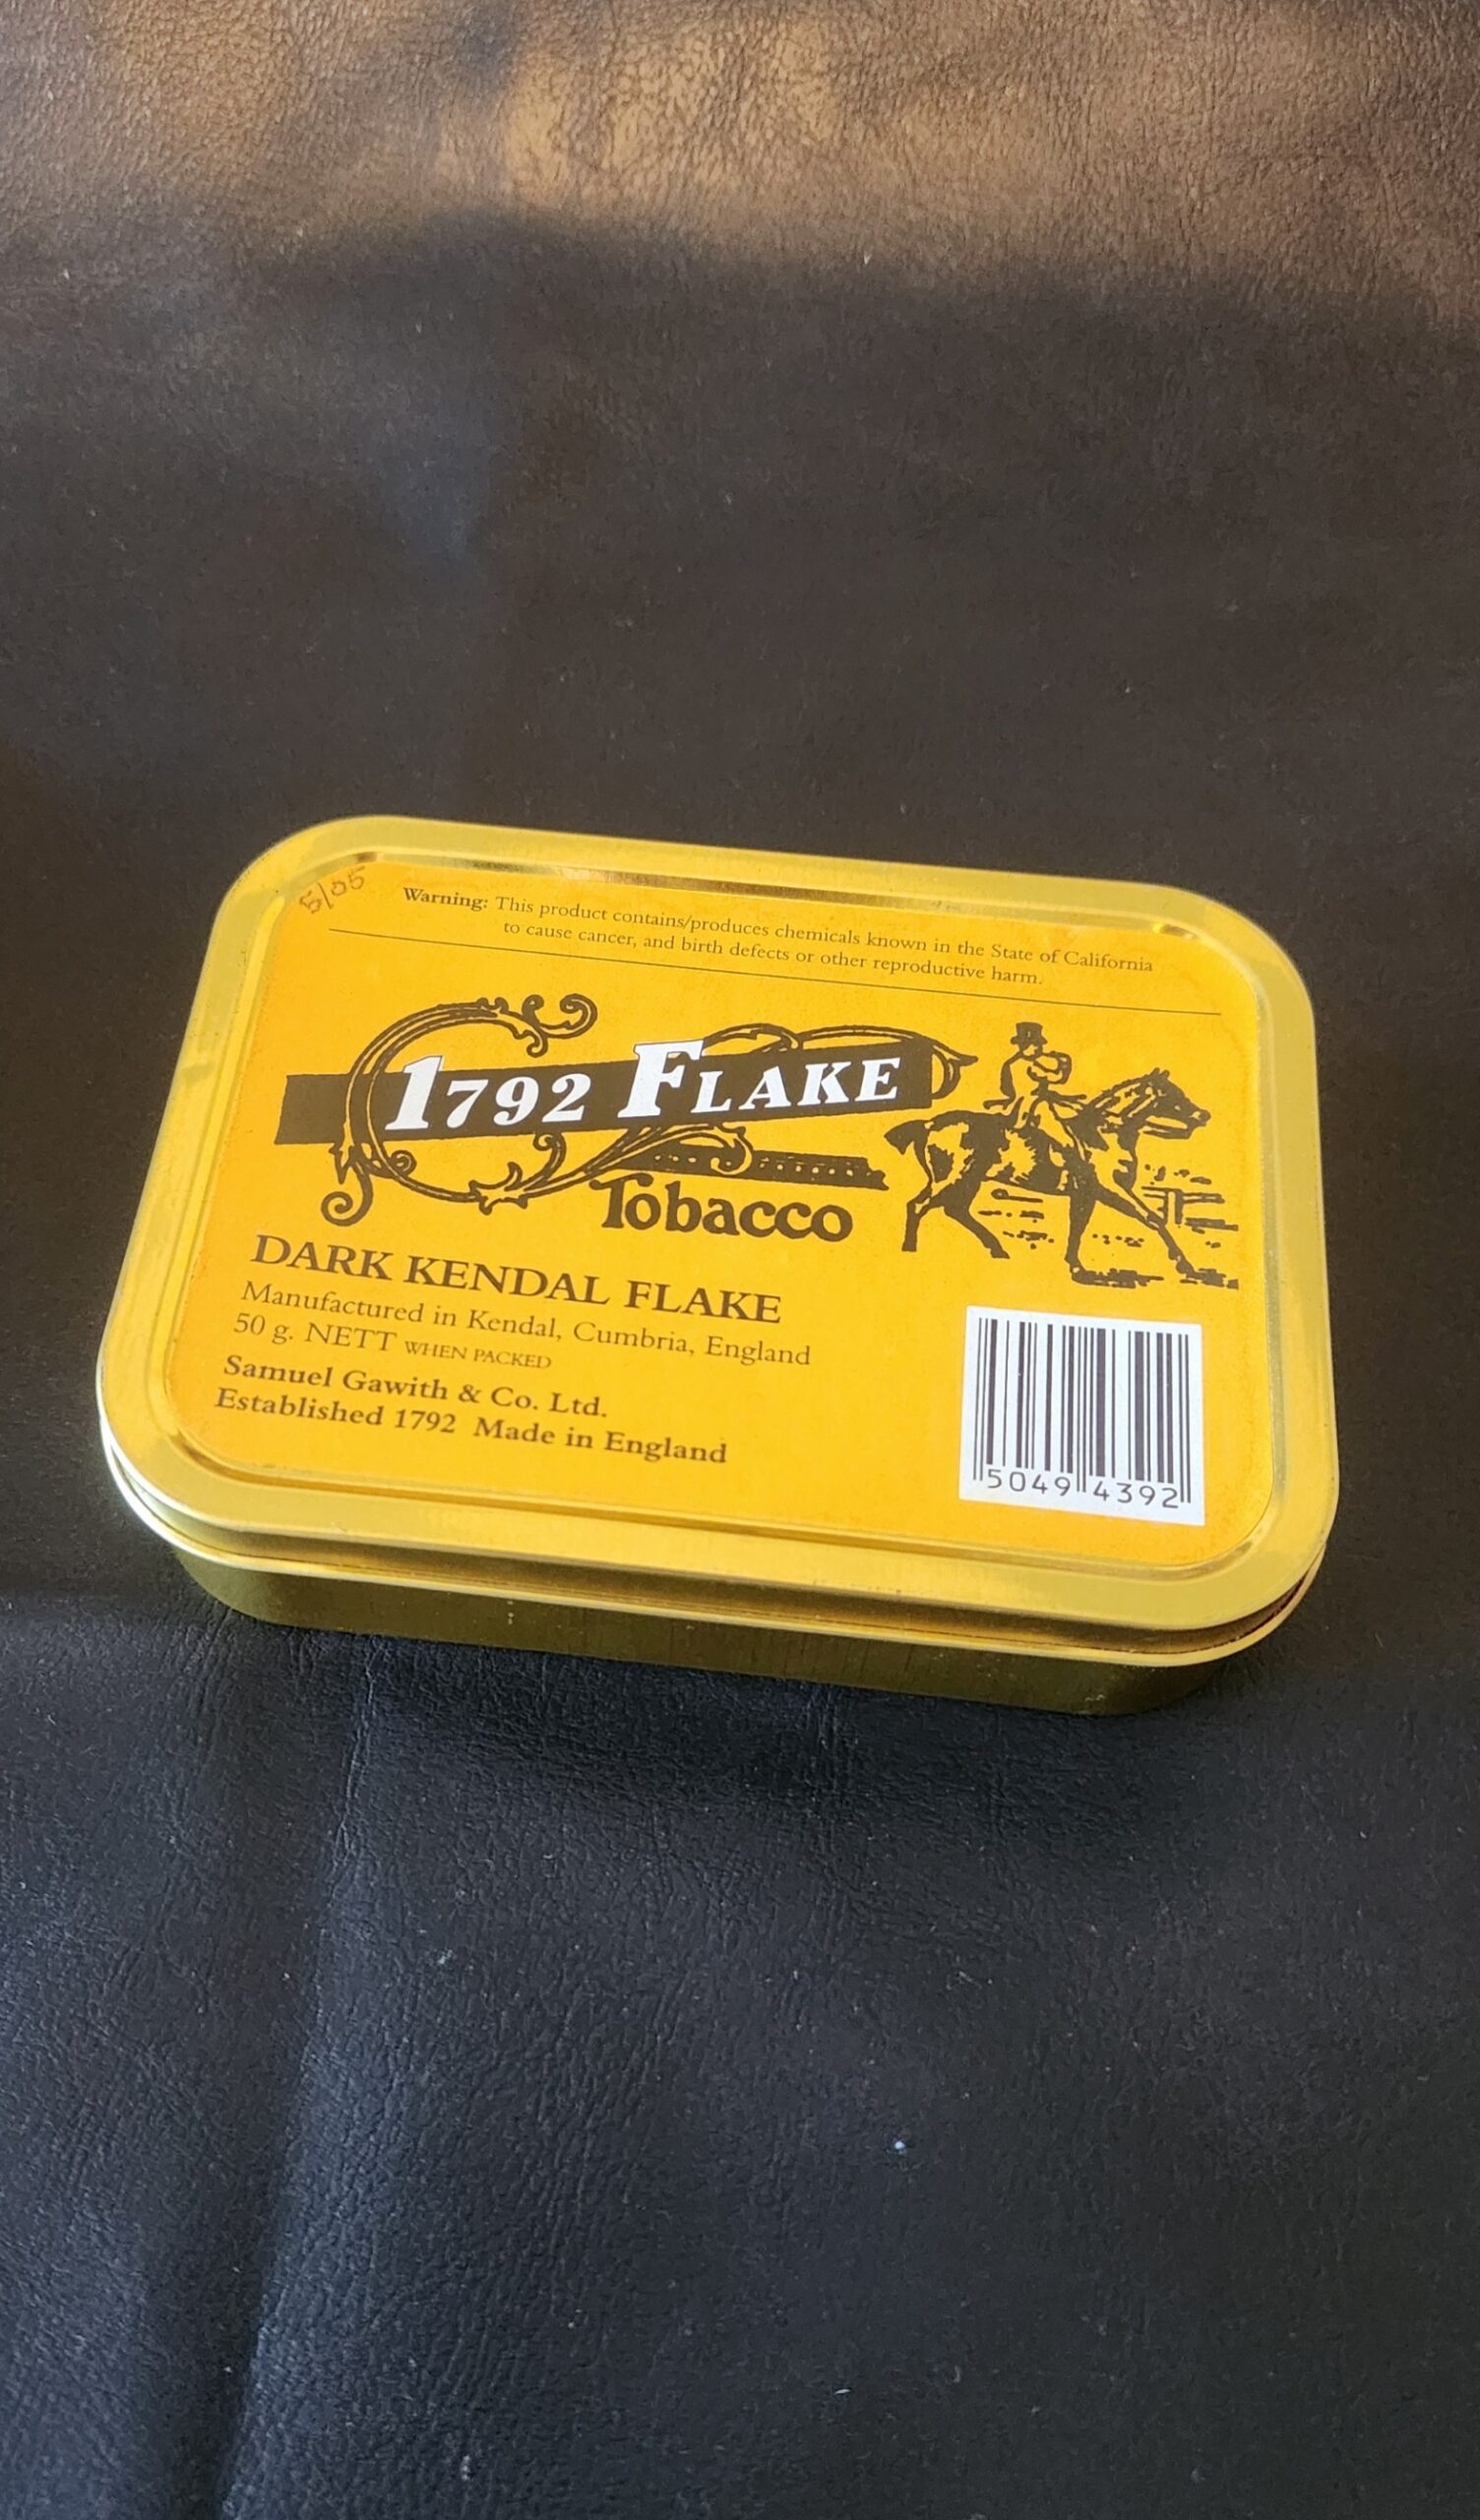 5/05
Warning: This product contains/produces chemicals known in the State of California
to cause cancer, and birth defects or other reproductive harm.
1792 FLAKE
Tobacco
DARK KENDAL FLAKE
Manufactured in Kendal, Cumbria, England
50 g. NETT WHEN PACKED
Samuel Gawith & Co. Ltd.
Established 1792 Made in England
5049 4392